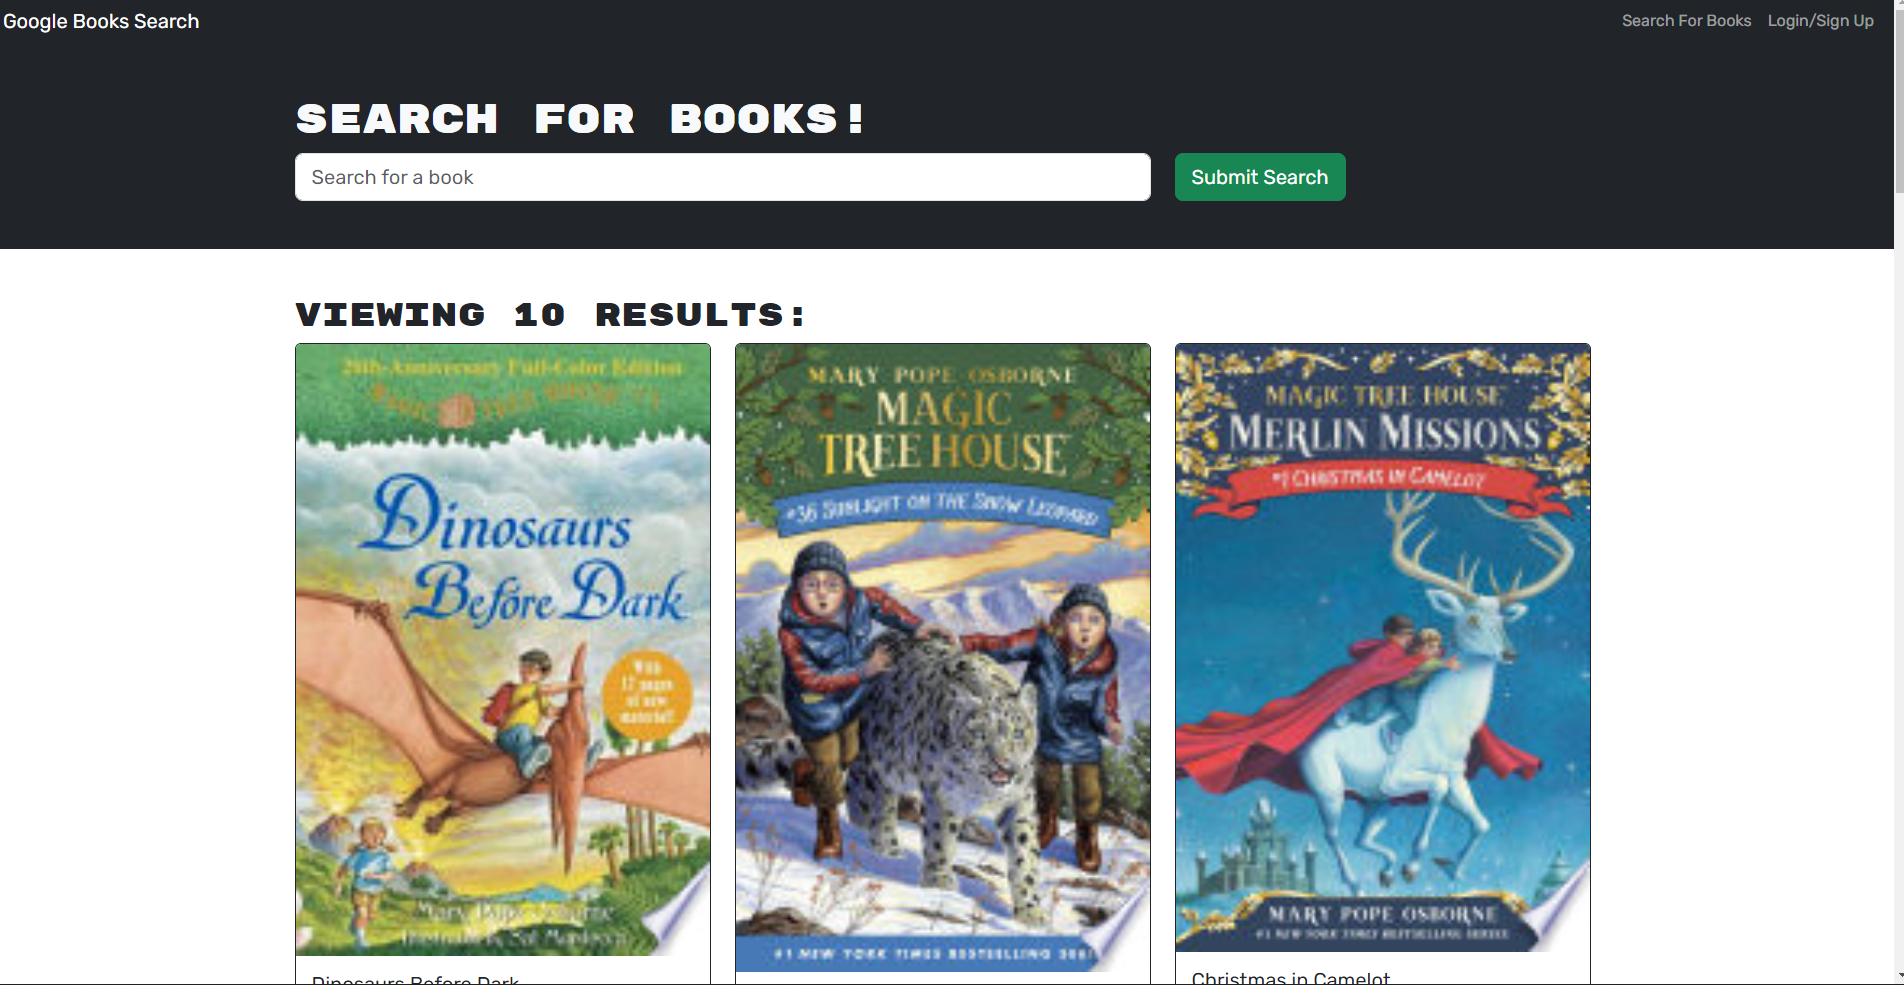 Google Books Search
Search For Books Login/Sign Up
SEARCH FOR BOOKS!
Search for a book
Submit Search
VIEWING 10 RESULTS:
20th-Anniversary Full-Color Edition
MAGIC TREE HOUSE
Dinosaurs
Before Dark
With
12 pages
of new
material!
Mary Pope Osborne
Illustrated by Sal Murdocca
Dinosaurs Before Dark
MARY POPE OSBORNE
MAGIC
TREE HOUSE
#36 SUNLIGHT ON THE SNOW LEOPARD
#1 NEW YORK TIMES BESTSELLING
MAGIC TREE HOUSE
MERLIN MISSIONS
#1 CHRISTMAS IN CAMELOT
MARY POPE OSBORNE
#1 NEW YORK TIMES BESTSELLING SERIES
Christmas in Camelot